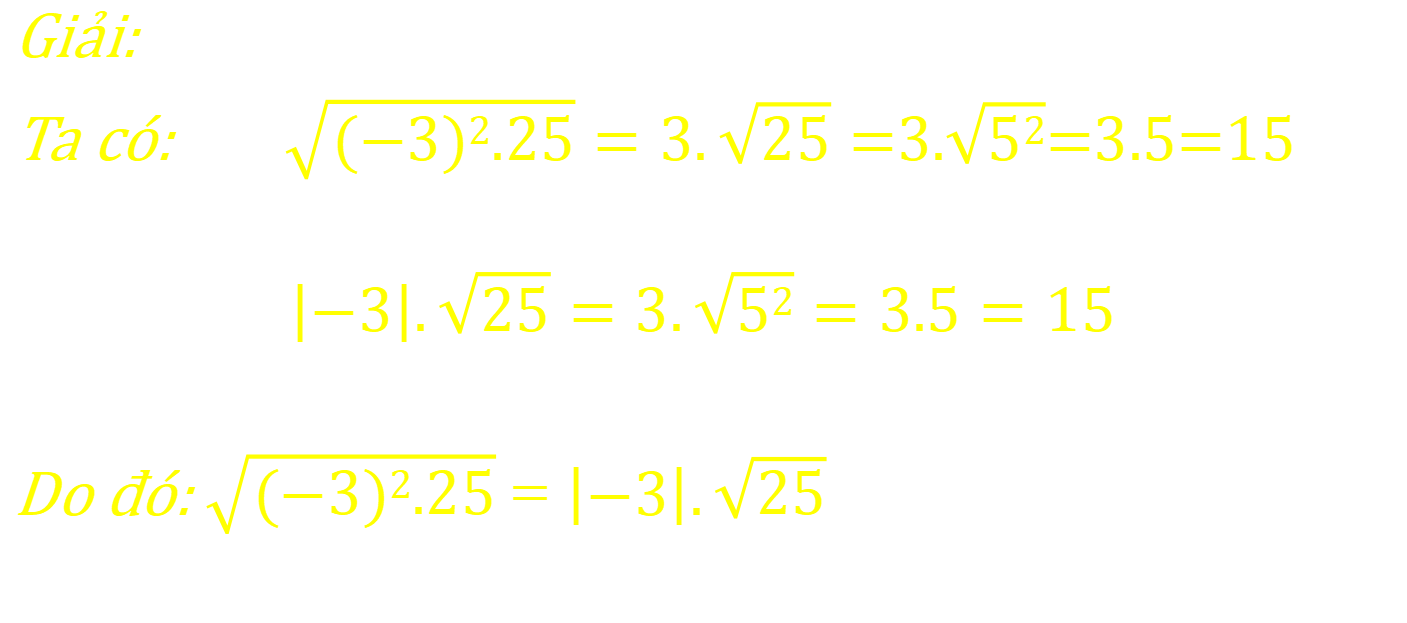 Giải:
Ta có: √((−3)².25) = 3. √25 =3.√5²=3.5=15
|−3|. √25 = 3. √5² = 3.5 = 15
Do đó: √((−3)².25) = |−3|. √25